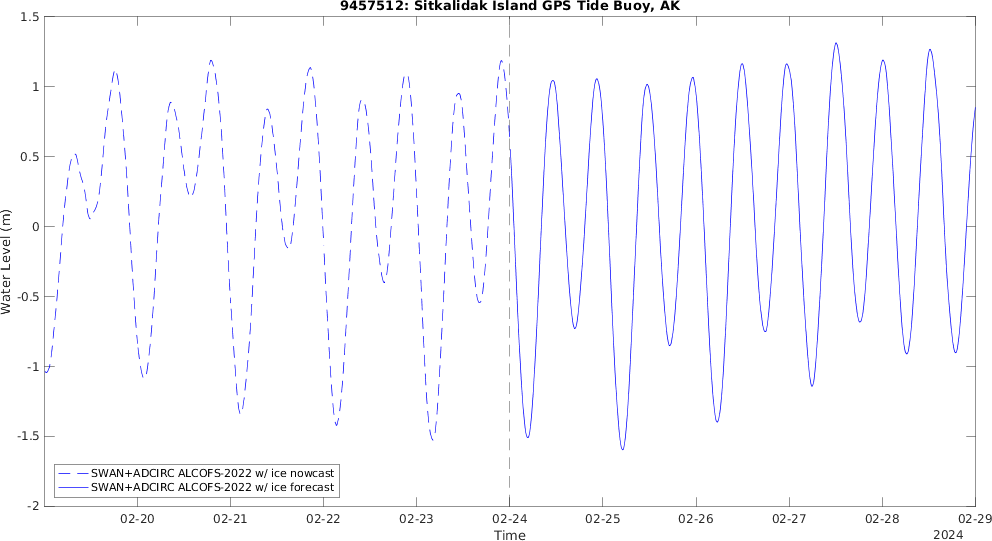 9457512: Sitkalidak Island GPS Tide Buoy, AK
1.5
1
0.5
0
-0.5
-1
-1.5
-2
Water Level (m)
SWAN+ADCIRC ALCOFS-2022 w/ ice nowcast
SWAN+ADCIRC ALCOFS-2022 w/ ice forecast
02-20 02-21 02-22 02-23 02-24 02-25 02-26 02-27 02-28 02-29
Time
2024